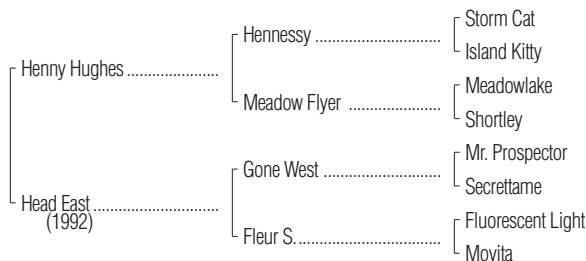 Storm Cat
Hennessy
Island Kitty
Henny Hughes
Meadowlake
Meadow Flyer
Shortley
Mr. Prospector
Gone West
Secrettame
Head East
(1992)
Fluorescent Light
Fleur S.
Movita